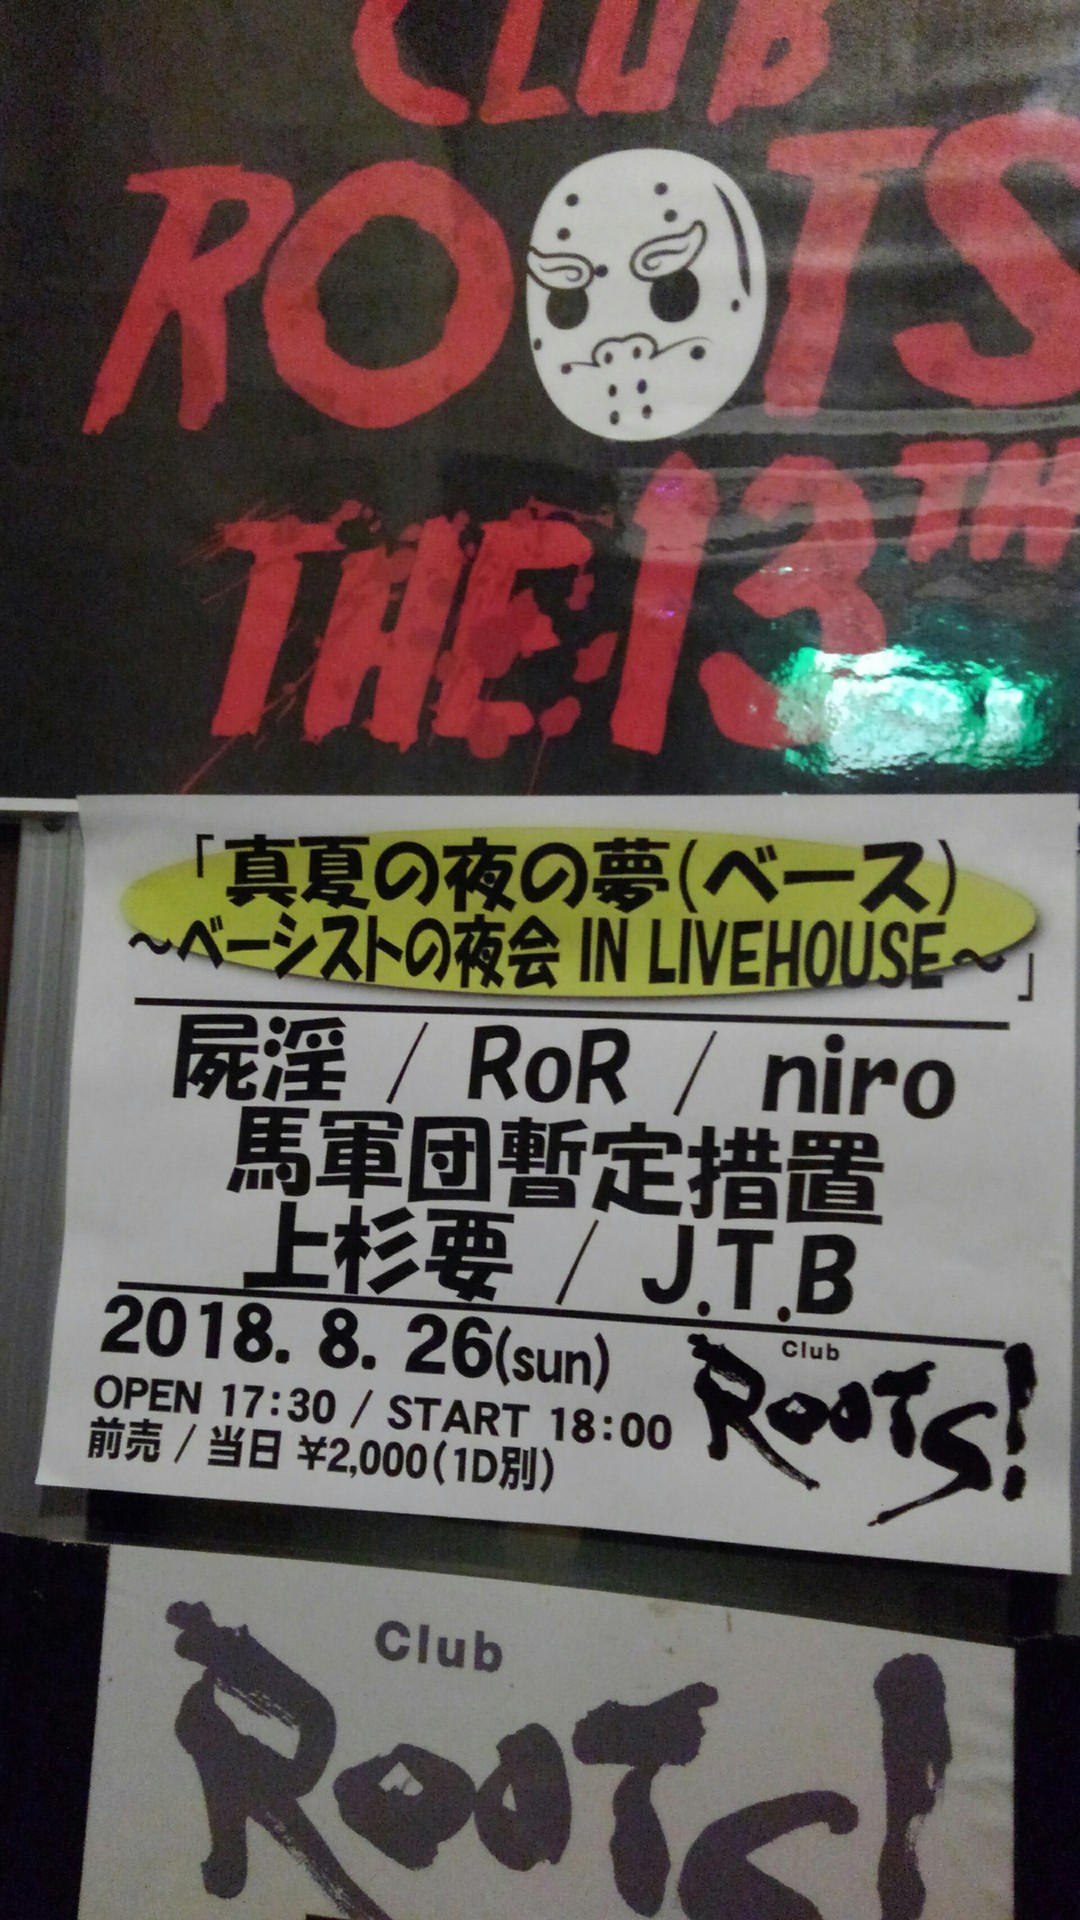 CLUB
ROOTS
THE 13TH
「真夏の夜の夢(ベース)
~ベーシストの夜会 IN LIVEHOUSE~」
屍淫 / RoR / niro
馬軍団暫定措置
上杉要 / J.T.B
2018. 8. 26(sun)
OPEN 17:30 / START 18:00
前売 / 当日 ¥2,000(1D別)
Club
ROOTS!
Club
ROOTS!